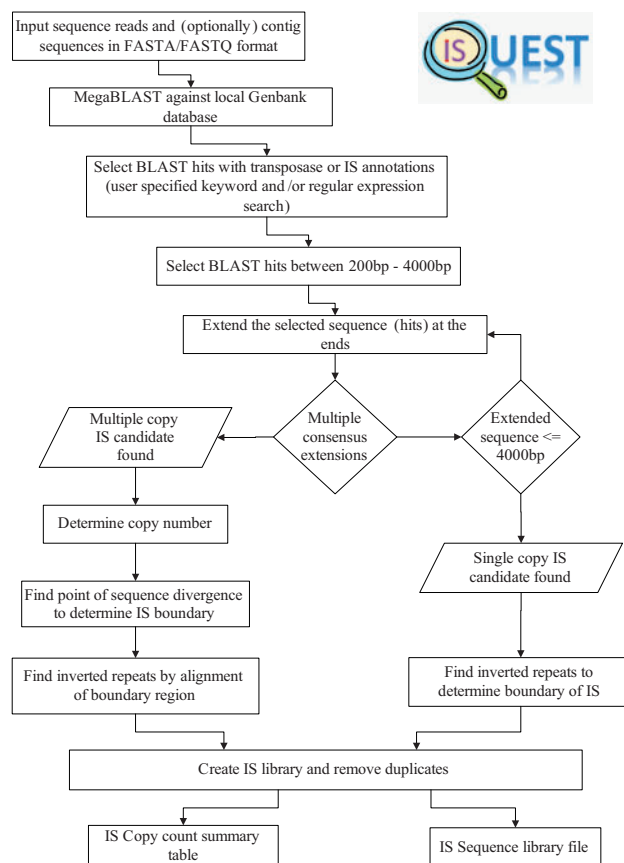 Input sequence reads and (optionally) contig
sequences in FASTA/FASTQ format
IS UEST
MegaBLAST against local Genbank
database
Select BLAST hits with transposase or IS annotations
(user specified keyword and /or regular expression
search)
Select BLAST hits between 200bp - 4000bp
Extend the selected sequence (hits) at the
ends
Multiple copy
IS candidate
found
Multiple
consensus
extensions
Extended
sequence <=
4000bp
Determine copy number
Single copy IS
candidate found
Find point of sequence divergence
to determine IS boundary
Find inverted repeats by alignment
of boundary region
Find inverted repeats to
determine boundary of IS
Create IS library and remove duplicates
IS Copy count summary
table
IS Sequence library file